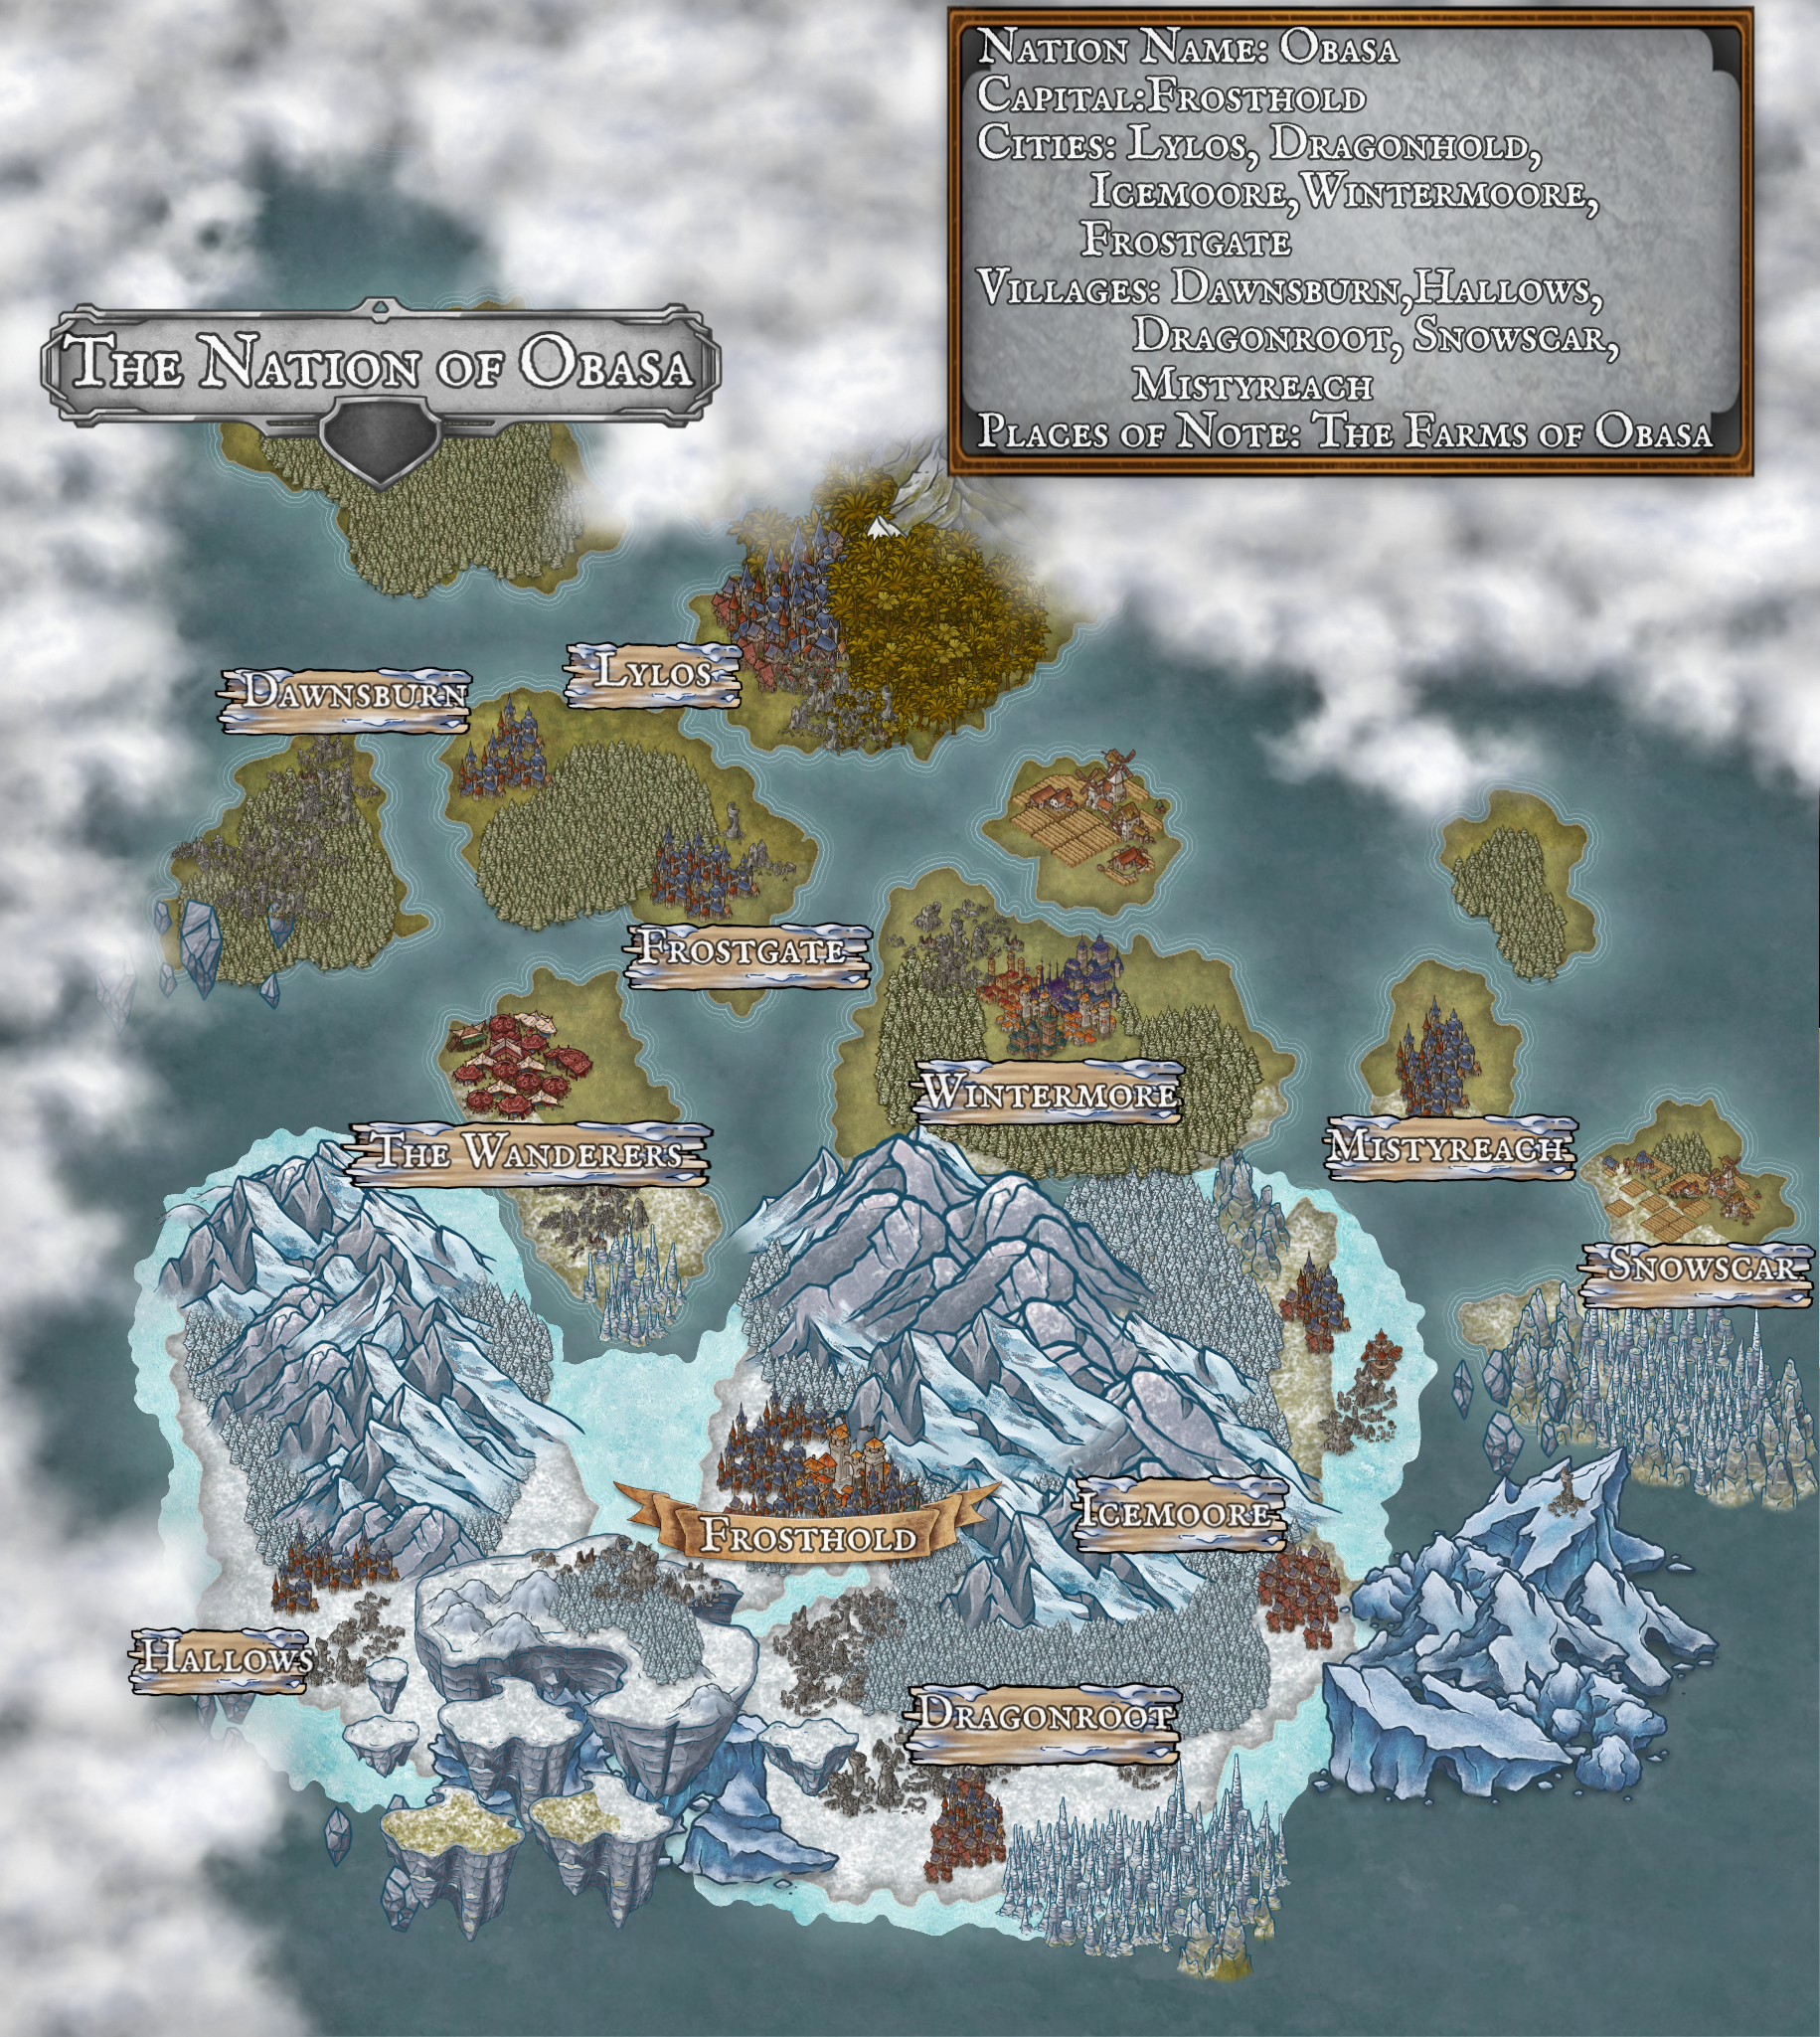 Nation Name: Obasa
Capital:Frosthold
Cities: Lylos, Dragonhold,
Icemoore,Wintermoore,
Frostgate
Villages: Dawnsburn,Hallows,
Dragonroot, Snowscar,
Mistyreach
Places of Note: The Farms of Obasa
The Nation of Obasa
Lylos
Dawnsburn
Frostgate
Wintermore
The Wanderers
Mistyreach
Snowscar
Icemoore
Frosthold
Hallows
Dragonroot